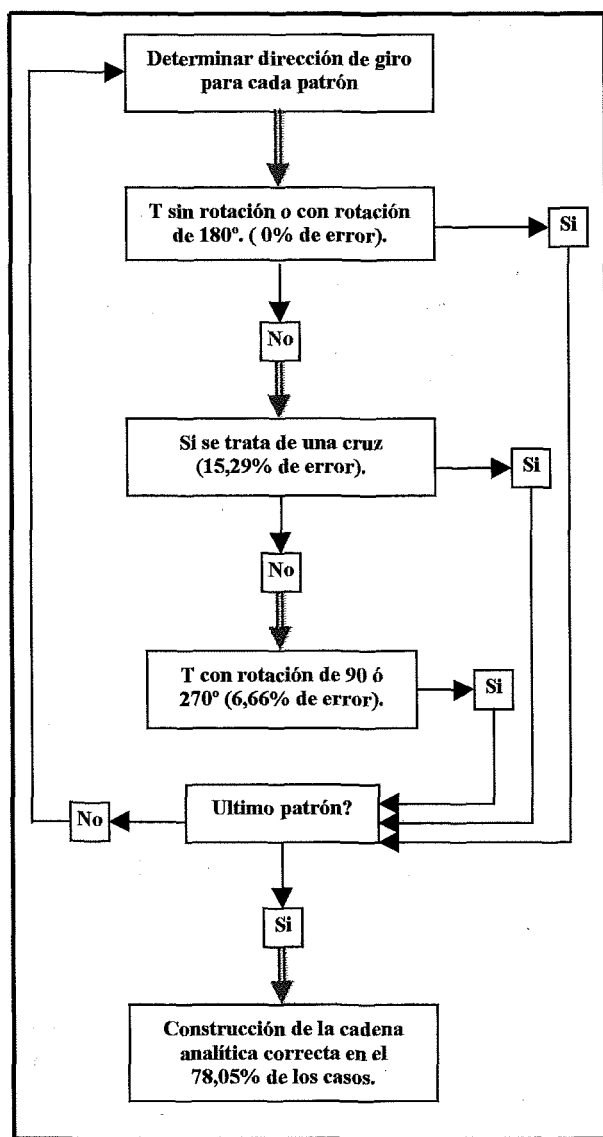 Determinar dirección de giro
para cada patrón
T sin rotación o con rotación
de 180º. ( 0% de error).
Si
No
Si se trata de una cruz
(15,29% de error).
Si
No
T con rotación de 90 ó
270º (6,66% de error).
Si
Ultimo patrón?
No
Si
Construcción de la cadena
analítica correcta en el
78,05% de los casos.